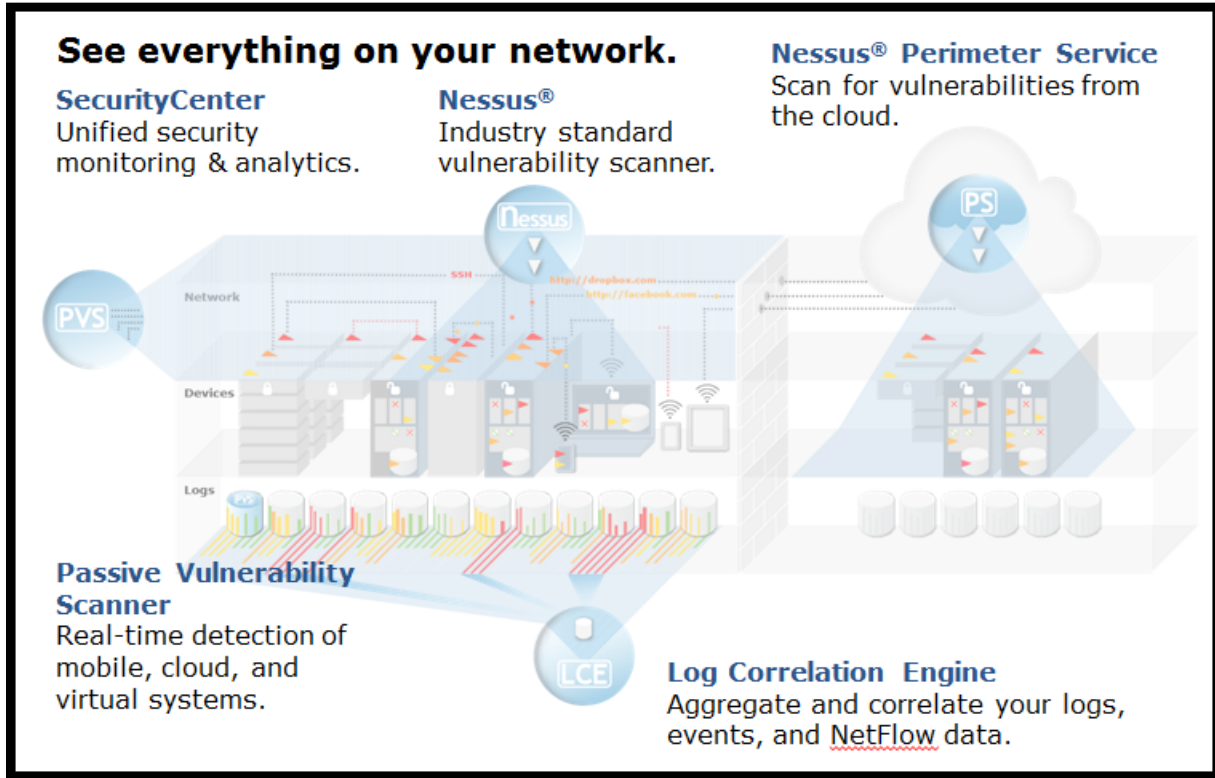 See everything on your network.
SecurityCenter
Unified security
monitoring & analytics.
Nessus®
Industry standard
vulnerability scanner.
Nessus® Perimeter Service
Scan for vulnerabilities from
the cloud.
nessus
PS
PVS
Network
SSH
http://dropbox.com
http://facebook.com
Devices
Logs
PVS
Passive Vulnerability
Scanner
Real-time detection of
mobile, cloud, and
virtual systems.
LCE
Log Correlation Engine
Aggregate and correlate your logs,
events, and NetFlow data.